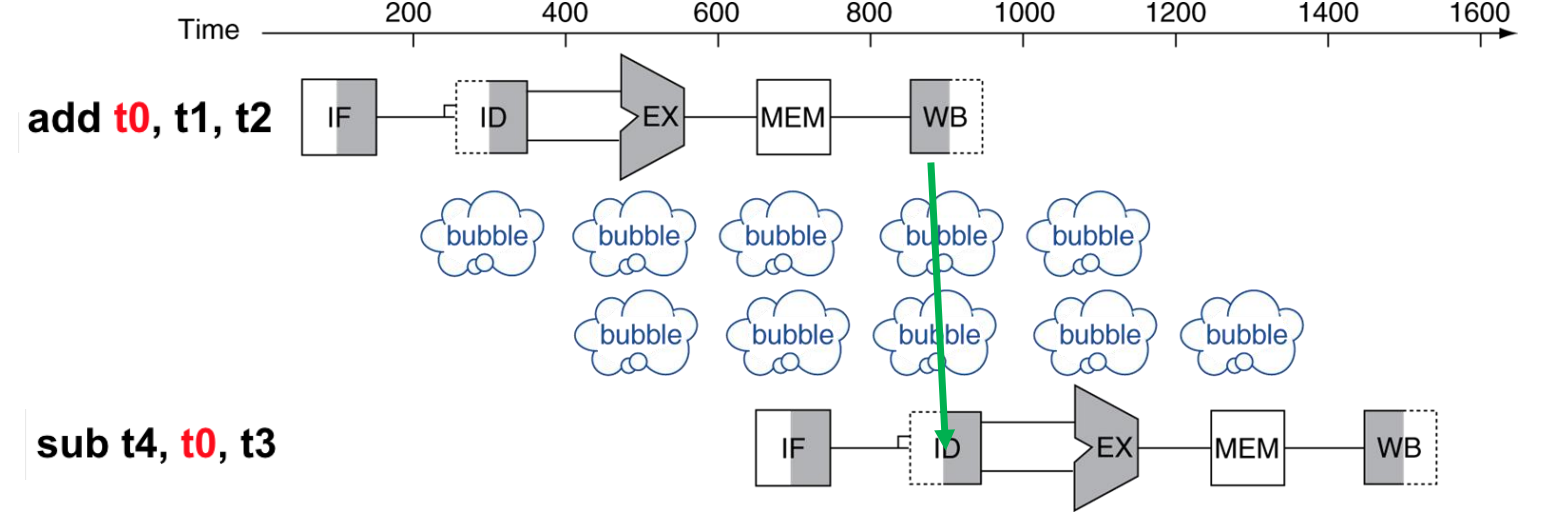 200 400 600 800 1000 1200 1400 1600
Time
add t0, t1, t2 IF ID EX MEM WB
bubble bubble bubble bubble bubble
bubble bubble bubble bubble bubble
sub t4, t0, t3 IF ID EX MEM WB